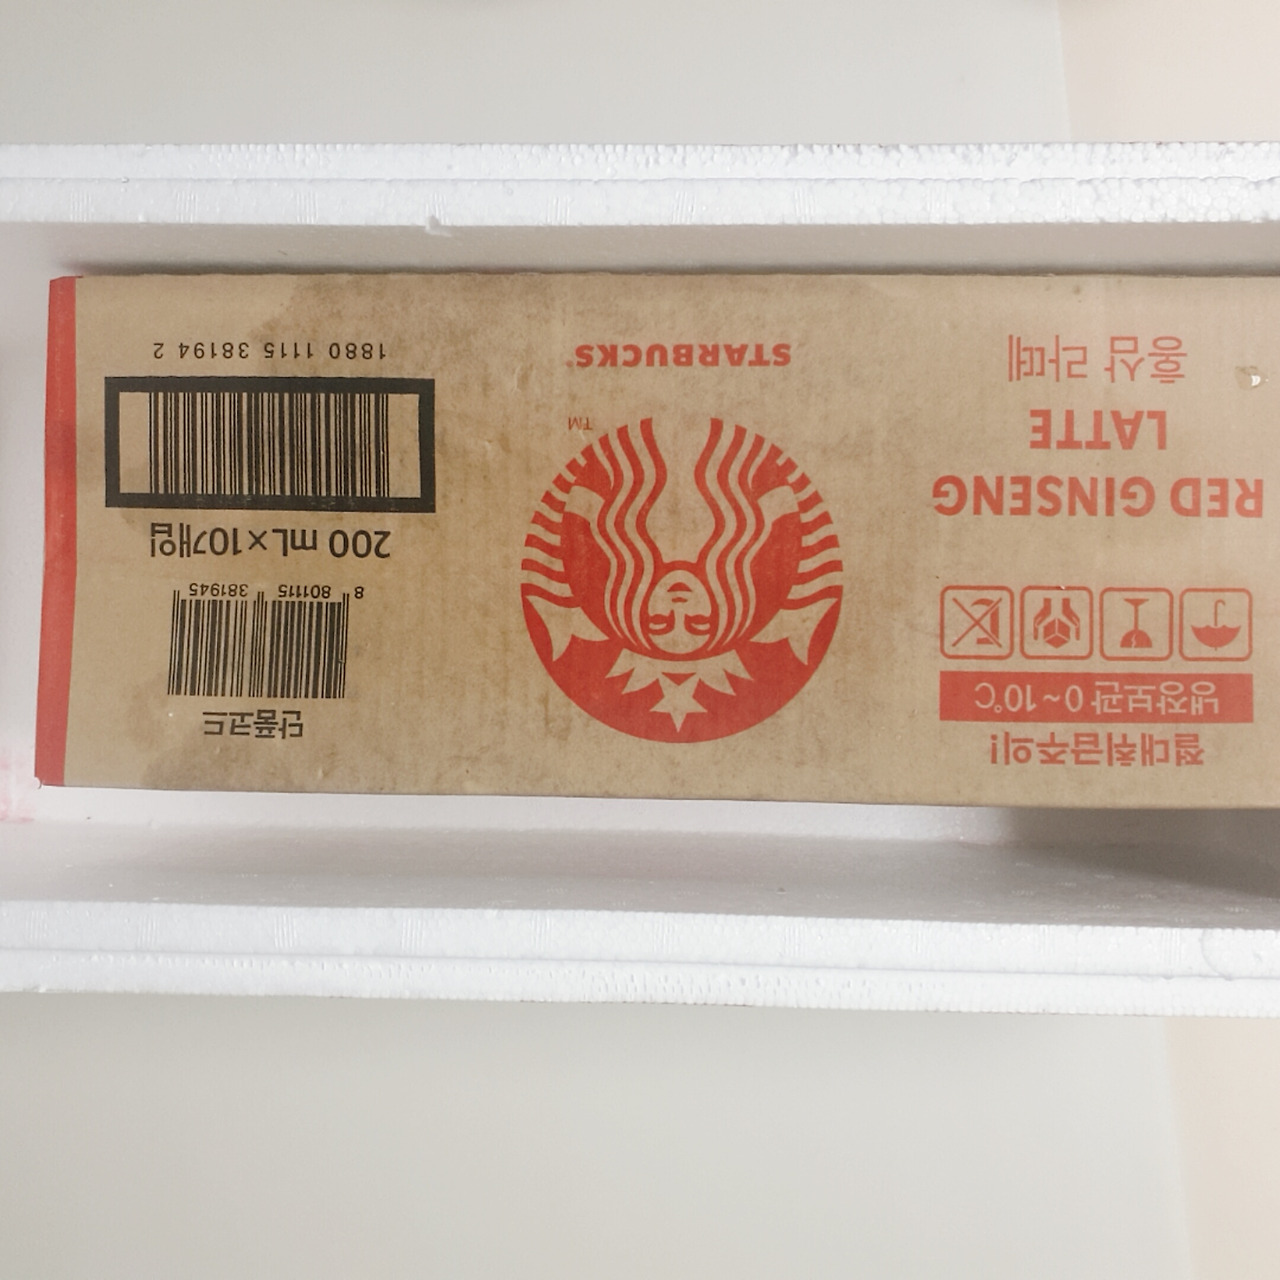 절대취급주의!
냉장보관 0~10℃
RED GINSENG
LATTE
홍삼 라떼
TM
STARBUCKS
단품코드
8 801115 381945
200 mL×10개입
1880 1115 38194 2